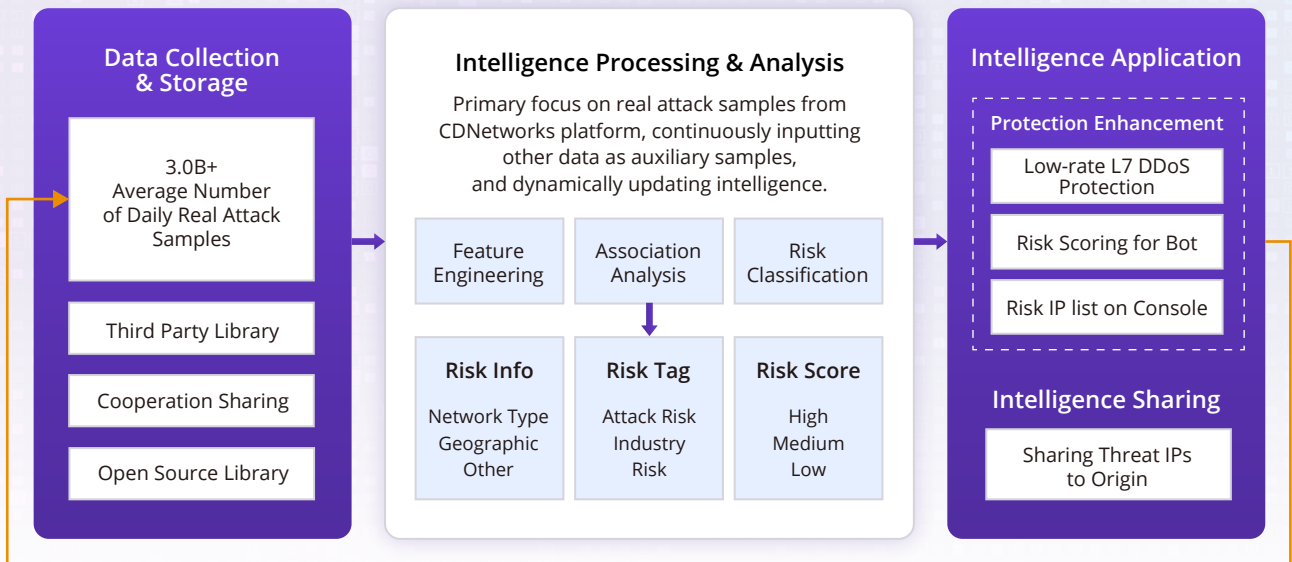 Data Collection
& Storage
3.0B+
Average Number
of Daily Real Attack
Samples
Third Party Library
Cooperation Sharing
Open Source Library
Intelligence Processing & Analysis
Primary focus on real attack samples from
CDNetworks platform, continuously inputting
other data as auxiliary samples,
and dynamically updating intelligence.
Feature
Engineering
Association
Analysis
Risk
Classification
Risk Info
Network Type
Geographic
Other
Risk Tag
Attack Risk
Industry
Risk
Risk Score
High
Medium
Low
Intelligence Application
Protection Enhancement
Low-rate L7 DDoS
Protection
Risk Scoring for Bot
Risk IP list on Console
Intelligence Sharing
Sharing Threat IPs
to Origin